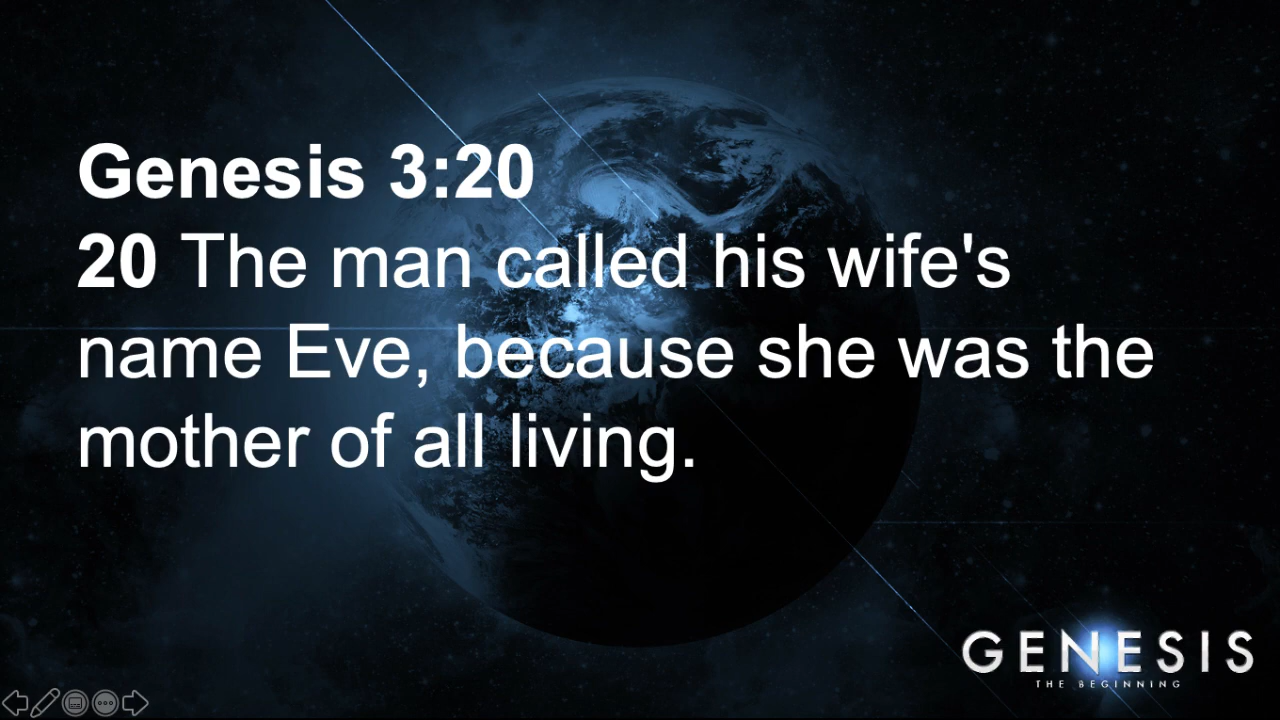 Genesis 3:20
20 The man called his wife's
name Eve, because she was the
mother of all living.
GENESIS
THE BEGINNING